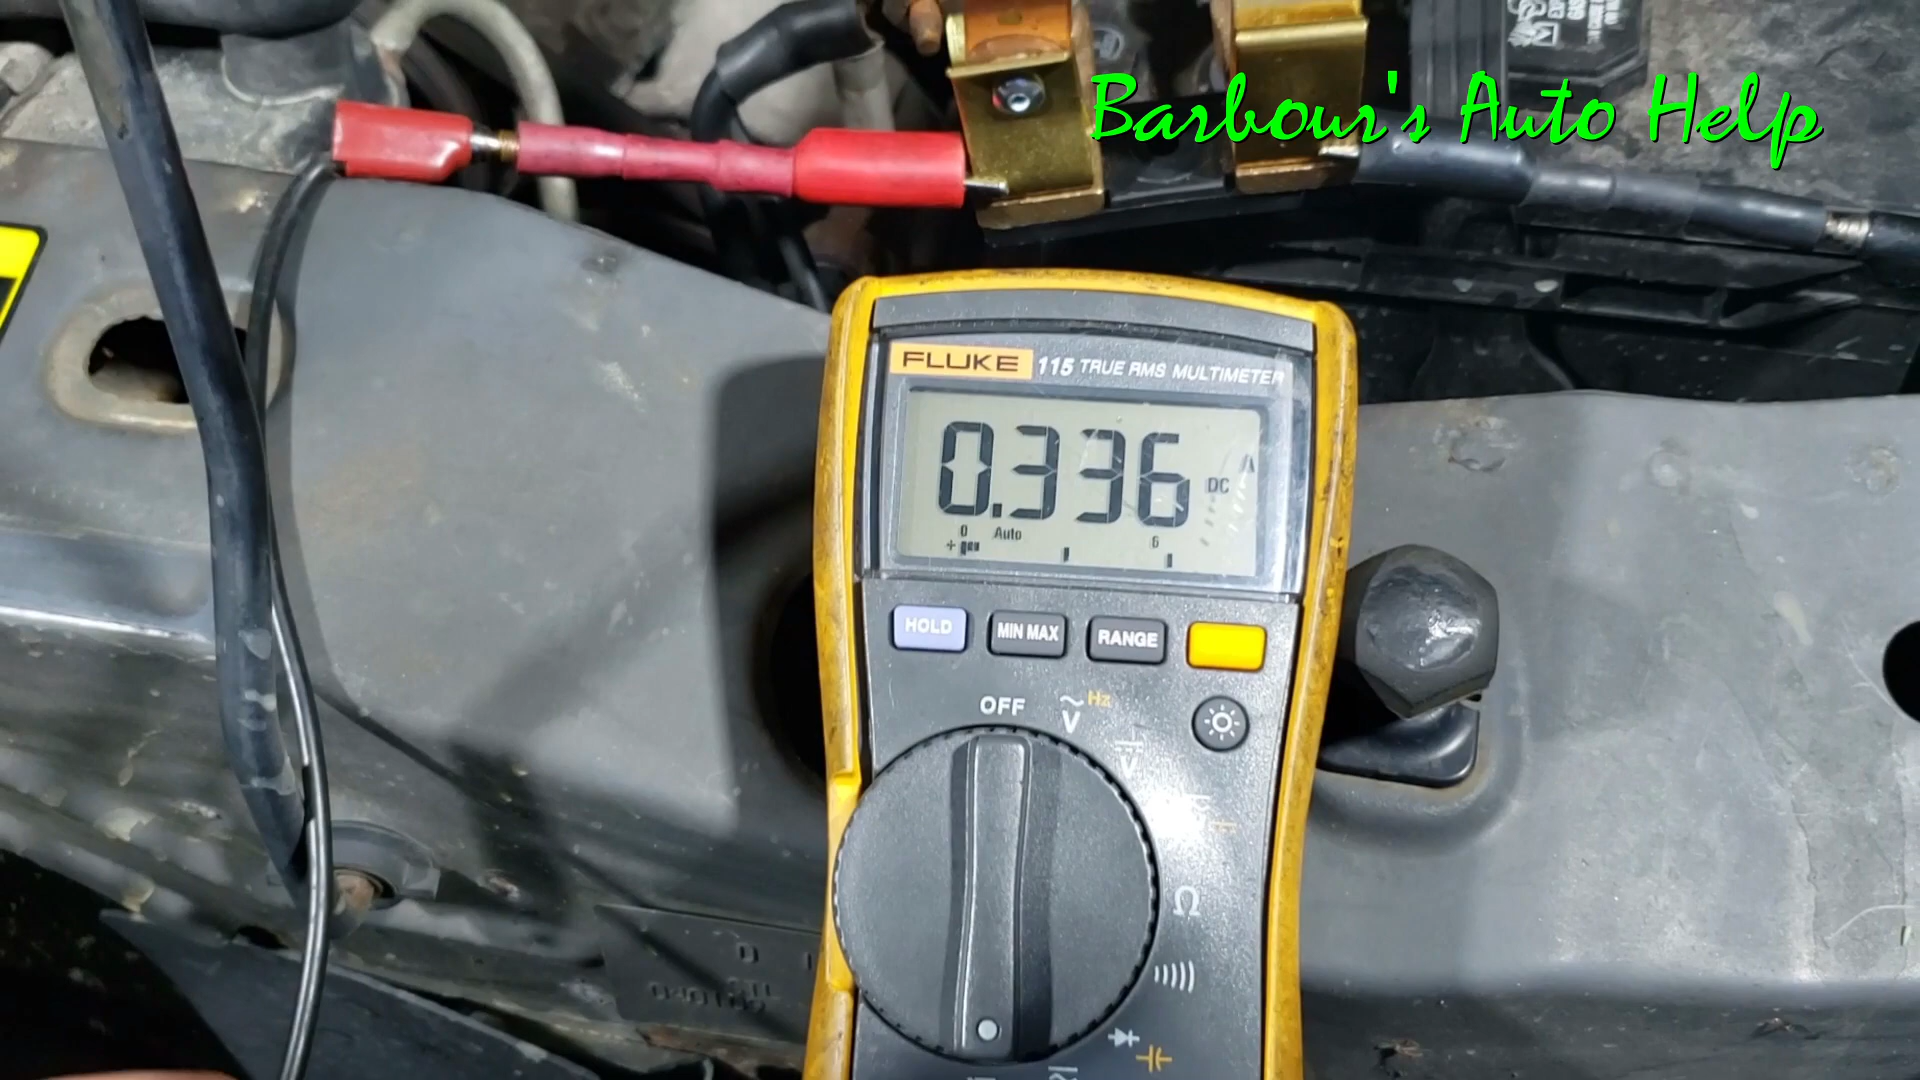 Barbour's Auto Help
FLUKE 115 TRUE RMS MULTIMETER
0.336 DC A
0 Auto 6
+
HOLD MIN MAX RANGE
OFF V Hz
V
Ω